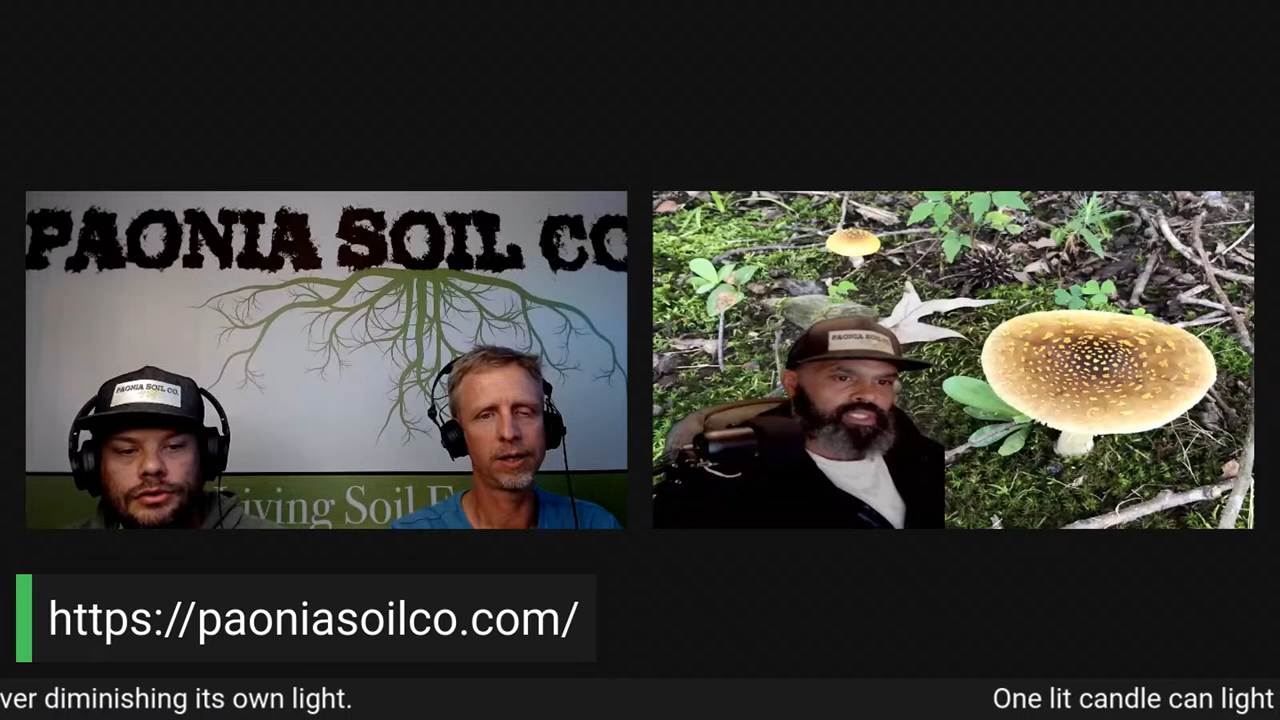 PAONIA SOIL CO
PAONIA SOIL CO.
PAONIA SOIL CO
Living Soil
https://paoniasoilco.com/
ver diminishing its own light.
One lit candle can light